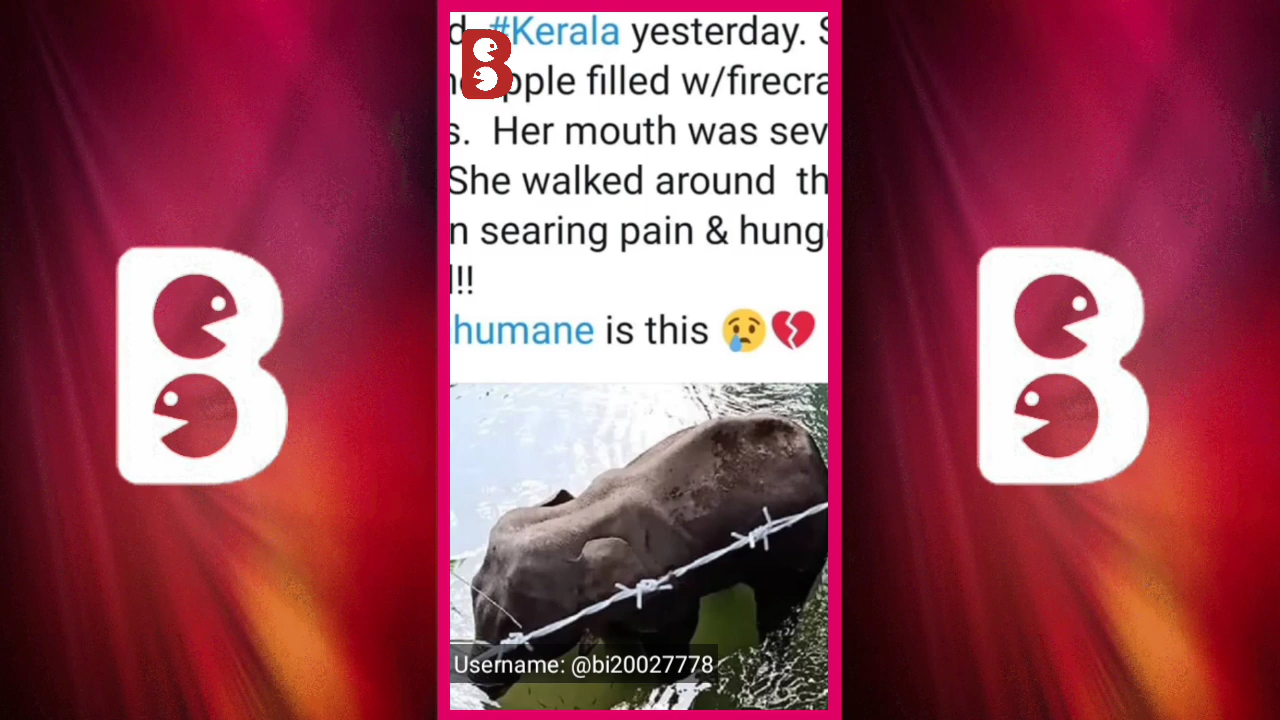 #Kerala yesterday.
pple filled w/firecra
s. Her mouth was sev
She walked around th
n searing pain & hung
!!
humane is this 😢💔
Username: @bi20027778